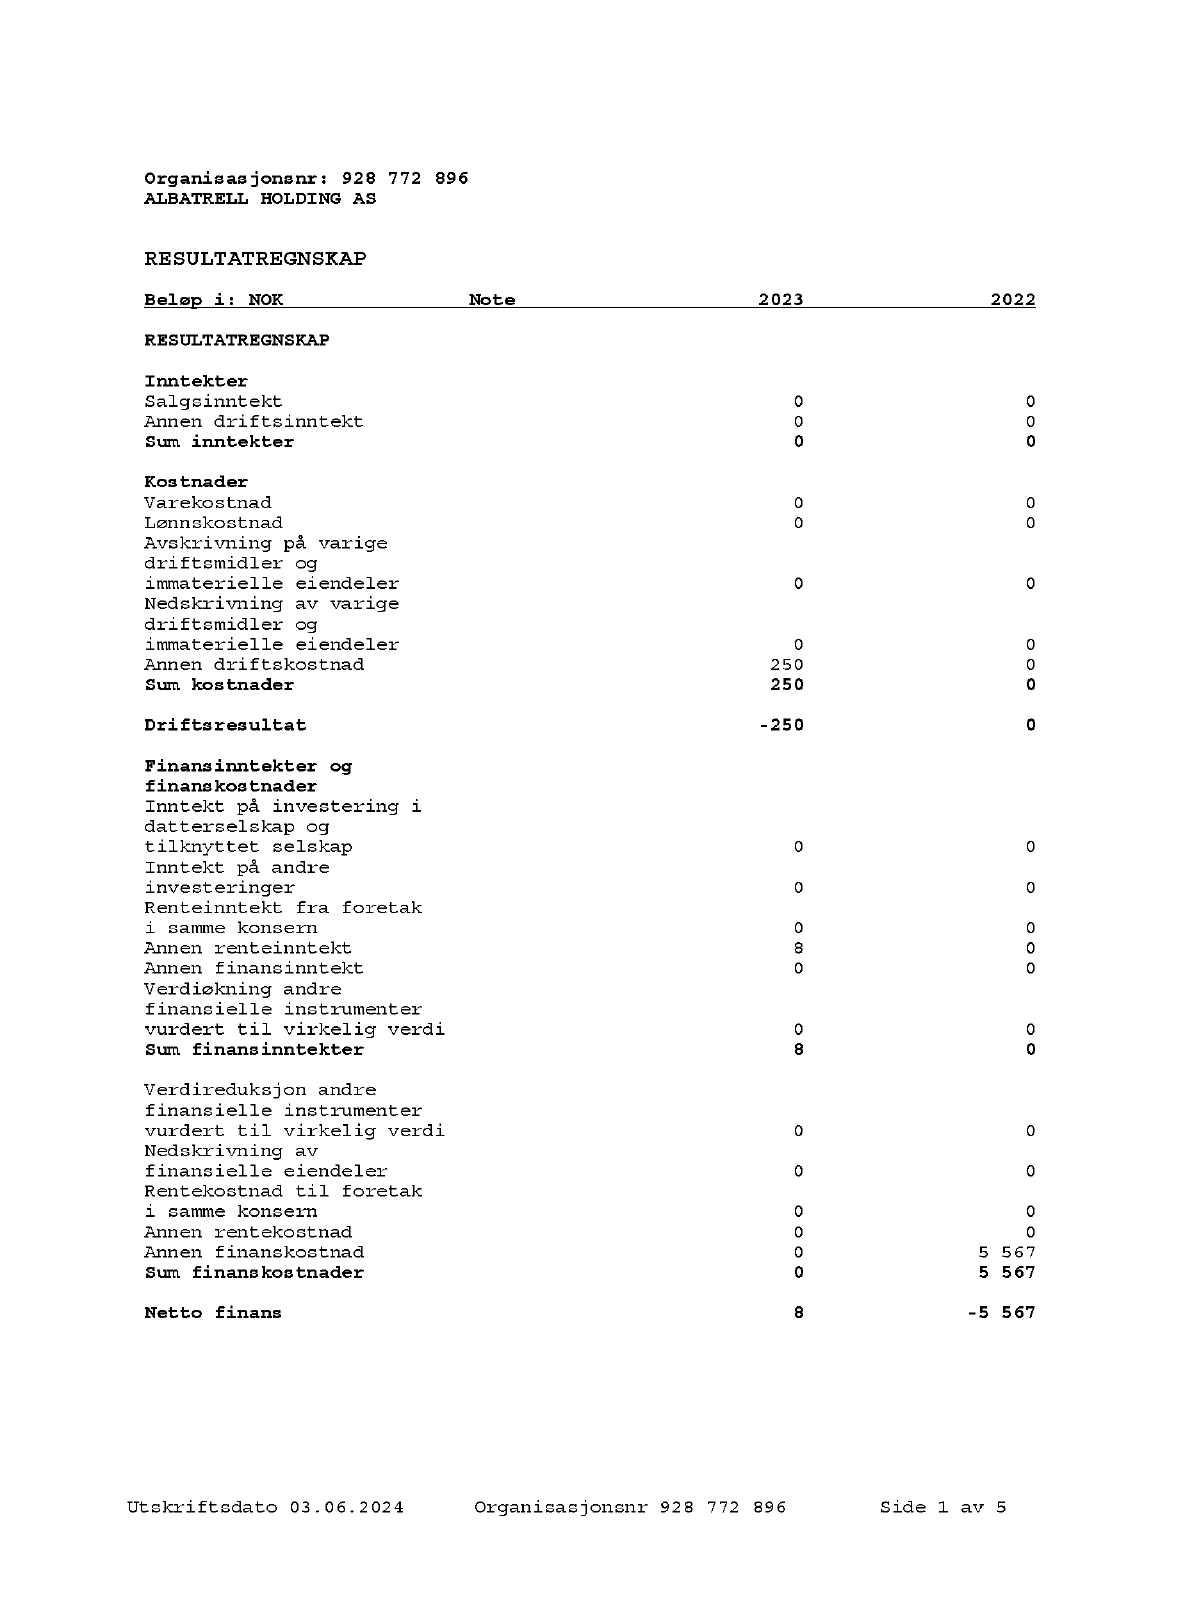 Organisasjonsnr: 928 772 896
ALBATRELL HOLDING AS
RESULTATREGNSKAP
Beløp i: NOK Note 2023 2022
RESULTATREGNSKAP
Inntekter
Salgsinntekt 0 0
Annen driftsinntekt 0 0
Sum inntekter 0 0
Kostnader
Varekostnad 0 0
Lønnskostnad 0 0
Avskrivning på varige
driftsmidler og
immaterielle eiendeler 0 0
Nedskrivning av varige
driftsmidler og
immaterielle eiendeler 0 0
Annen driftskostnad 250 0
Sum kostnader 250 0
Driftsresultat -250 0
Finansinntekter og
finanskostnader
Inntekt på investering i
datterselskap og
tilknyttet selskap 0 0
Inntekt på andre
investeringer 0 0
Renteinntekt fra foretak
i samme konsern 0 0
Annen renteinntekt 8 0
Annen finansinntekt 0 0
Verdiøkning andre
finansielle instrumenter
vurdert til virkelig verdi 0 0
Sum finansinntekter 8 0
Verdireduksjon andre
finansielle instrumenter
vurdert til virkelig verdi 0 0
Nedskrivning av
finansielle eiendeler 0 0
Rentekostnad til foretak
i samme konsern 0 0
Annen rentekostnad 0 0
Annen finanskostnad 0 5 567
Sum finanskostnader 0 5 567
Netto finans 8 -5 567
Utskriftsdato 03.06.2024 Organisasjonsnr 928 772 896 Side 1 av 5